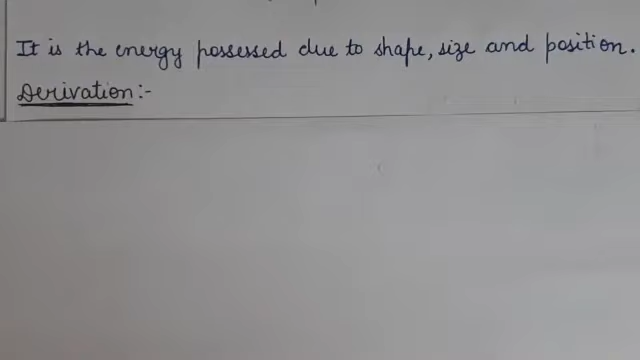 It is the energy possessed due to shape, size and position.
Derivation:-